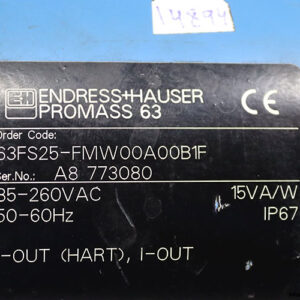 14894
ENDRESS+HAUSER
PROMASS 63
Order Code:
63FS25-FMW00A00B1F
Ser.No.: A8 773080
85-260VAC 15VA/W
50-60Hz IP67
I-OUT (HART), I-OUT